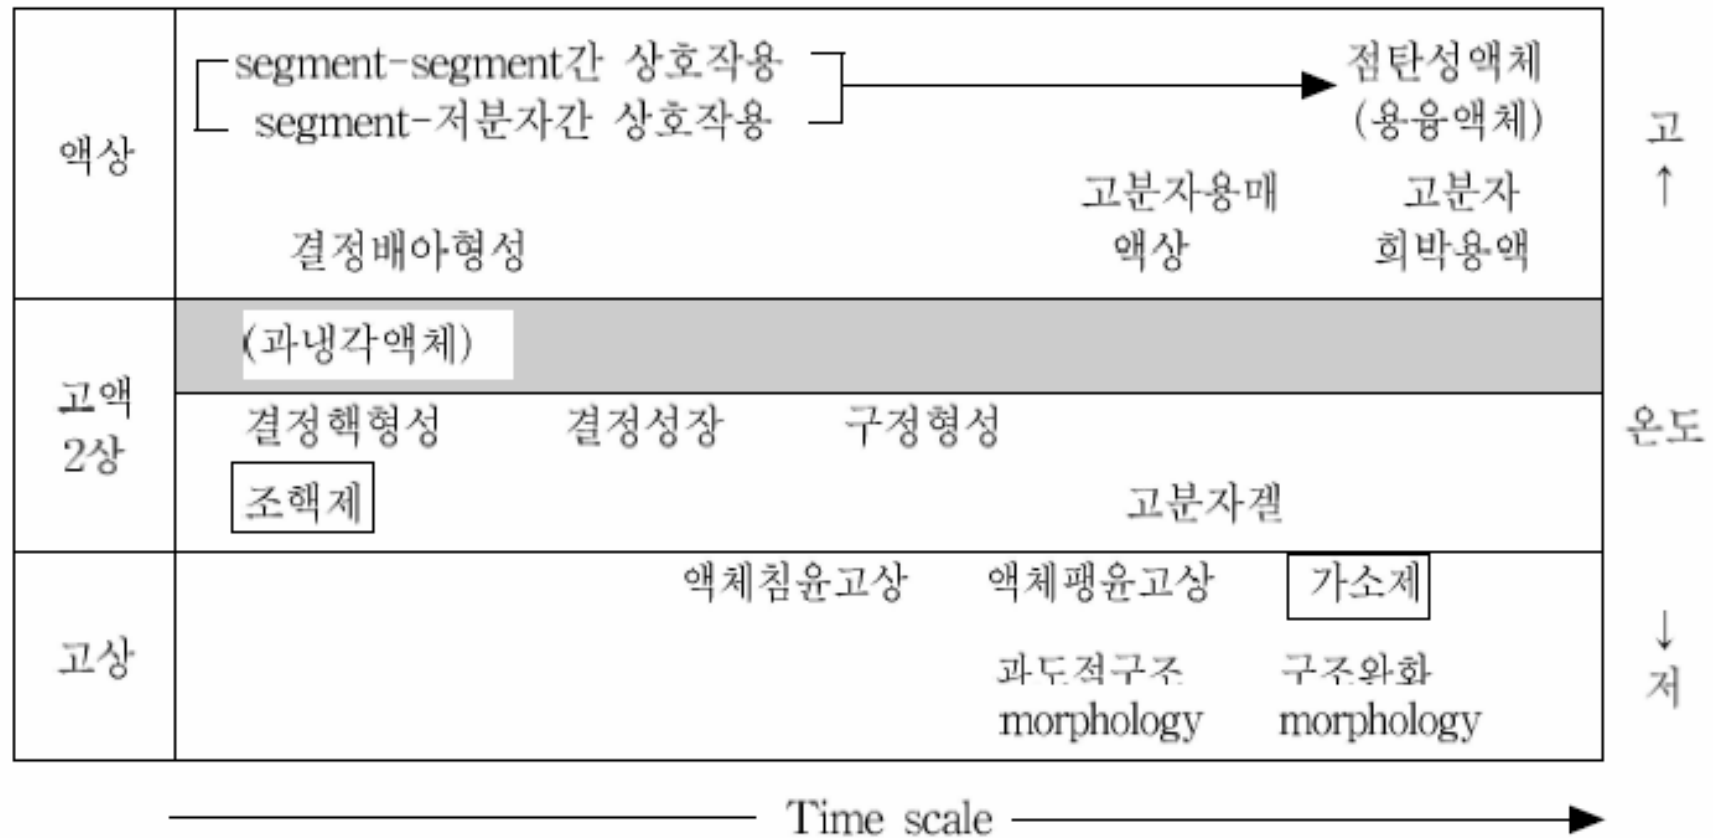 segment-segment간 상호작용
segment-저분자간 상호작용
점탄성액체
(용융액체)
액상
고분자용매
액상
고분자
희박용액
결정배아형성
고
↑
(과냉각액체)
고액
2상
결정핵형성 결정성장 구정형성
조핵제
고분자겔
온도
액체침윤고상 액체팽윤고상 가소제
고상
과도적구조
morphology
구조완화
morphology
↓
저
Time scale